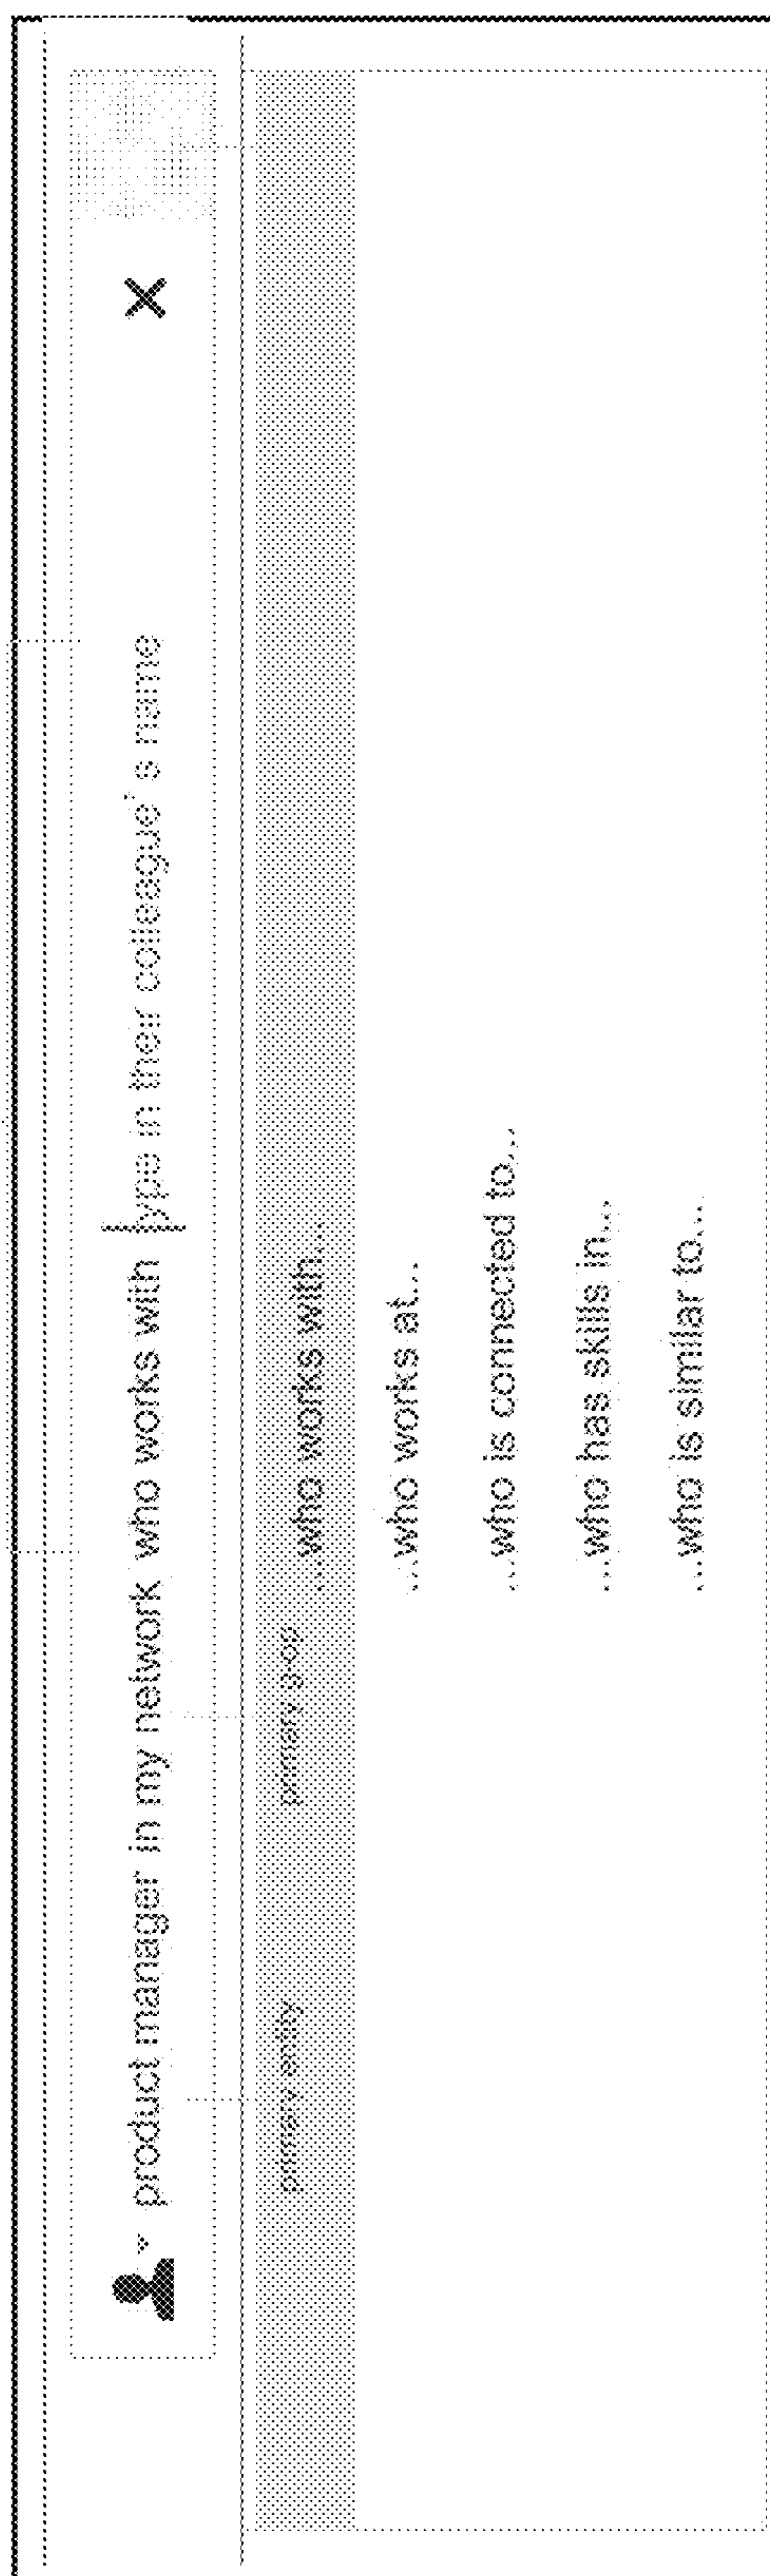 product manager in my network who works with type in their colleague's name
primary entity
primary gap
...who works with...
...who works at...
...who is connected to...
...who has skills in...
...who is similar to...